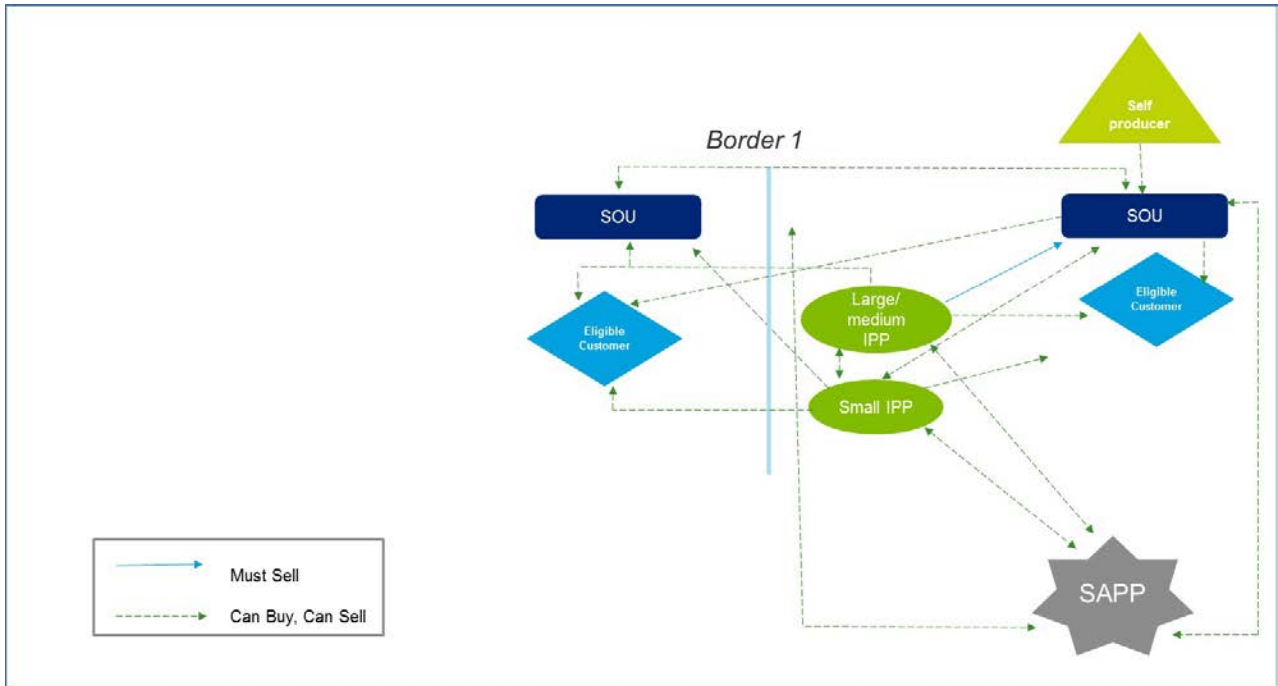 Self
producer
Border 1
SOU
SOU
Large/
medium
IPP
Eligible
Customer
Eligible
Customer
Small IPP
SAPP
Must Sell
Can Buy, Can Sell